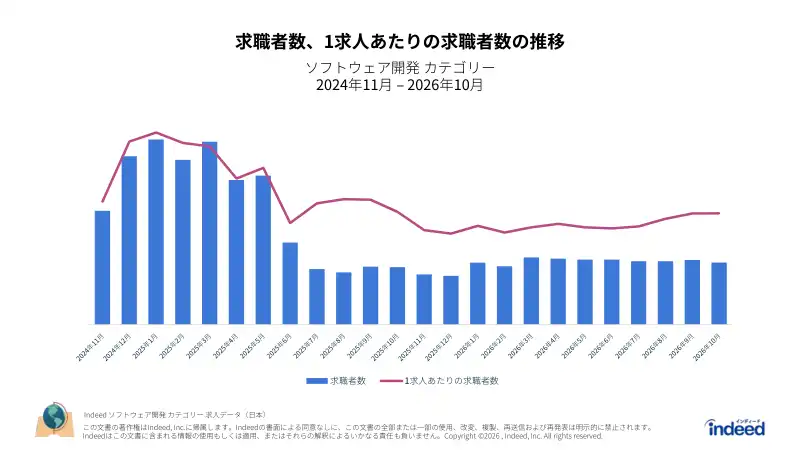 求職者数、1求人あたりの求職者数の推移
ソフトウェア開発 カテゴリー
2024年11月 – 2026年10月
2024年11月
2024年12月
2025年1月
2025年2月
2025年3月
2025年4月
2025年5月
2025年6月
2025年7月
2025年8月
2025年9月
2025年10月
2025年11月
2025年12月
2026年1月
2026年2月
2026年3月
2026年4月
2026年5月
2026年6月
2026年7月
2026年8月
2026年9月
2026年10月
求職者数
1求人あたりの求職者数
Indeed ソフトウェア開発 カテゴリー 求人データ（日本）
この文書の著作権はIndeed, Inc.に帰属します。Indeedの書面による同意なしに、この文書の全部または一部の使用、改変、複製、再送信および再発表は明示的に禁止されます。
Indeedはこの文書に含まれる情報の使用もしくは適用、またはそれらの解釈によるいかなる責任も負いません。Copyright ©2026 , Indeed, Inc. All rights reserved.
インディード
indeed